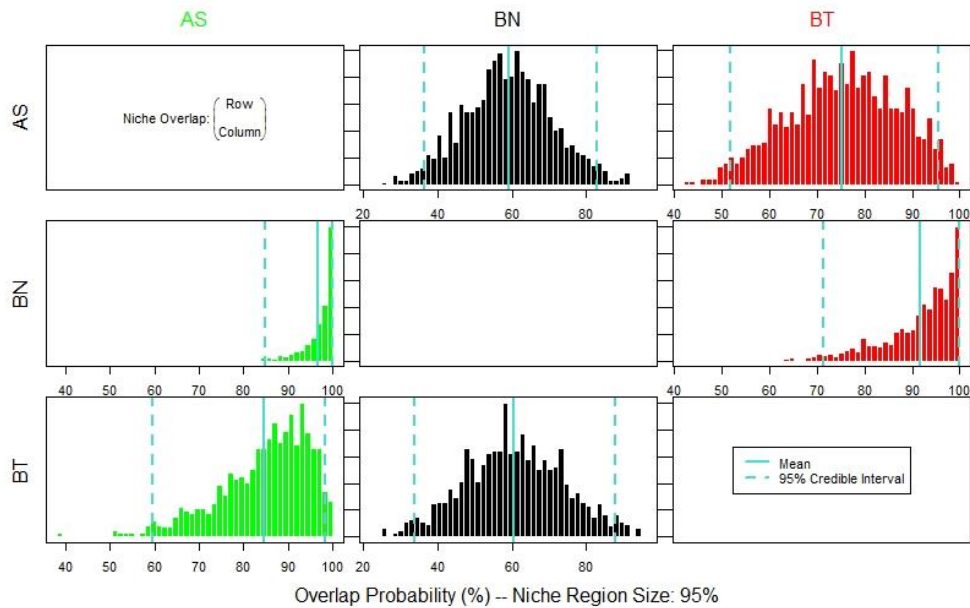 AS BN BT
AS
Niche Overlap: ( Row
Column )
20 40 60 80
40 50 60 70 80 90 100
BN
40 50 60 70 80 90 100
40 50 60 70 80 90 100
BT
Mean
95% Credible Interval
40 50 60 70 80 90 100
20 40 60 80
Overlap Probability (%) -- Niche Region Size: 95%